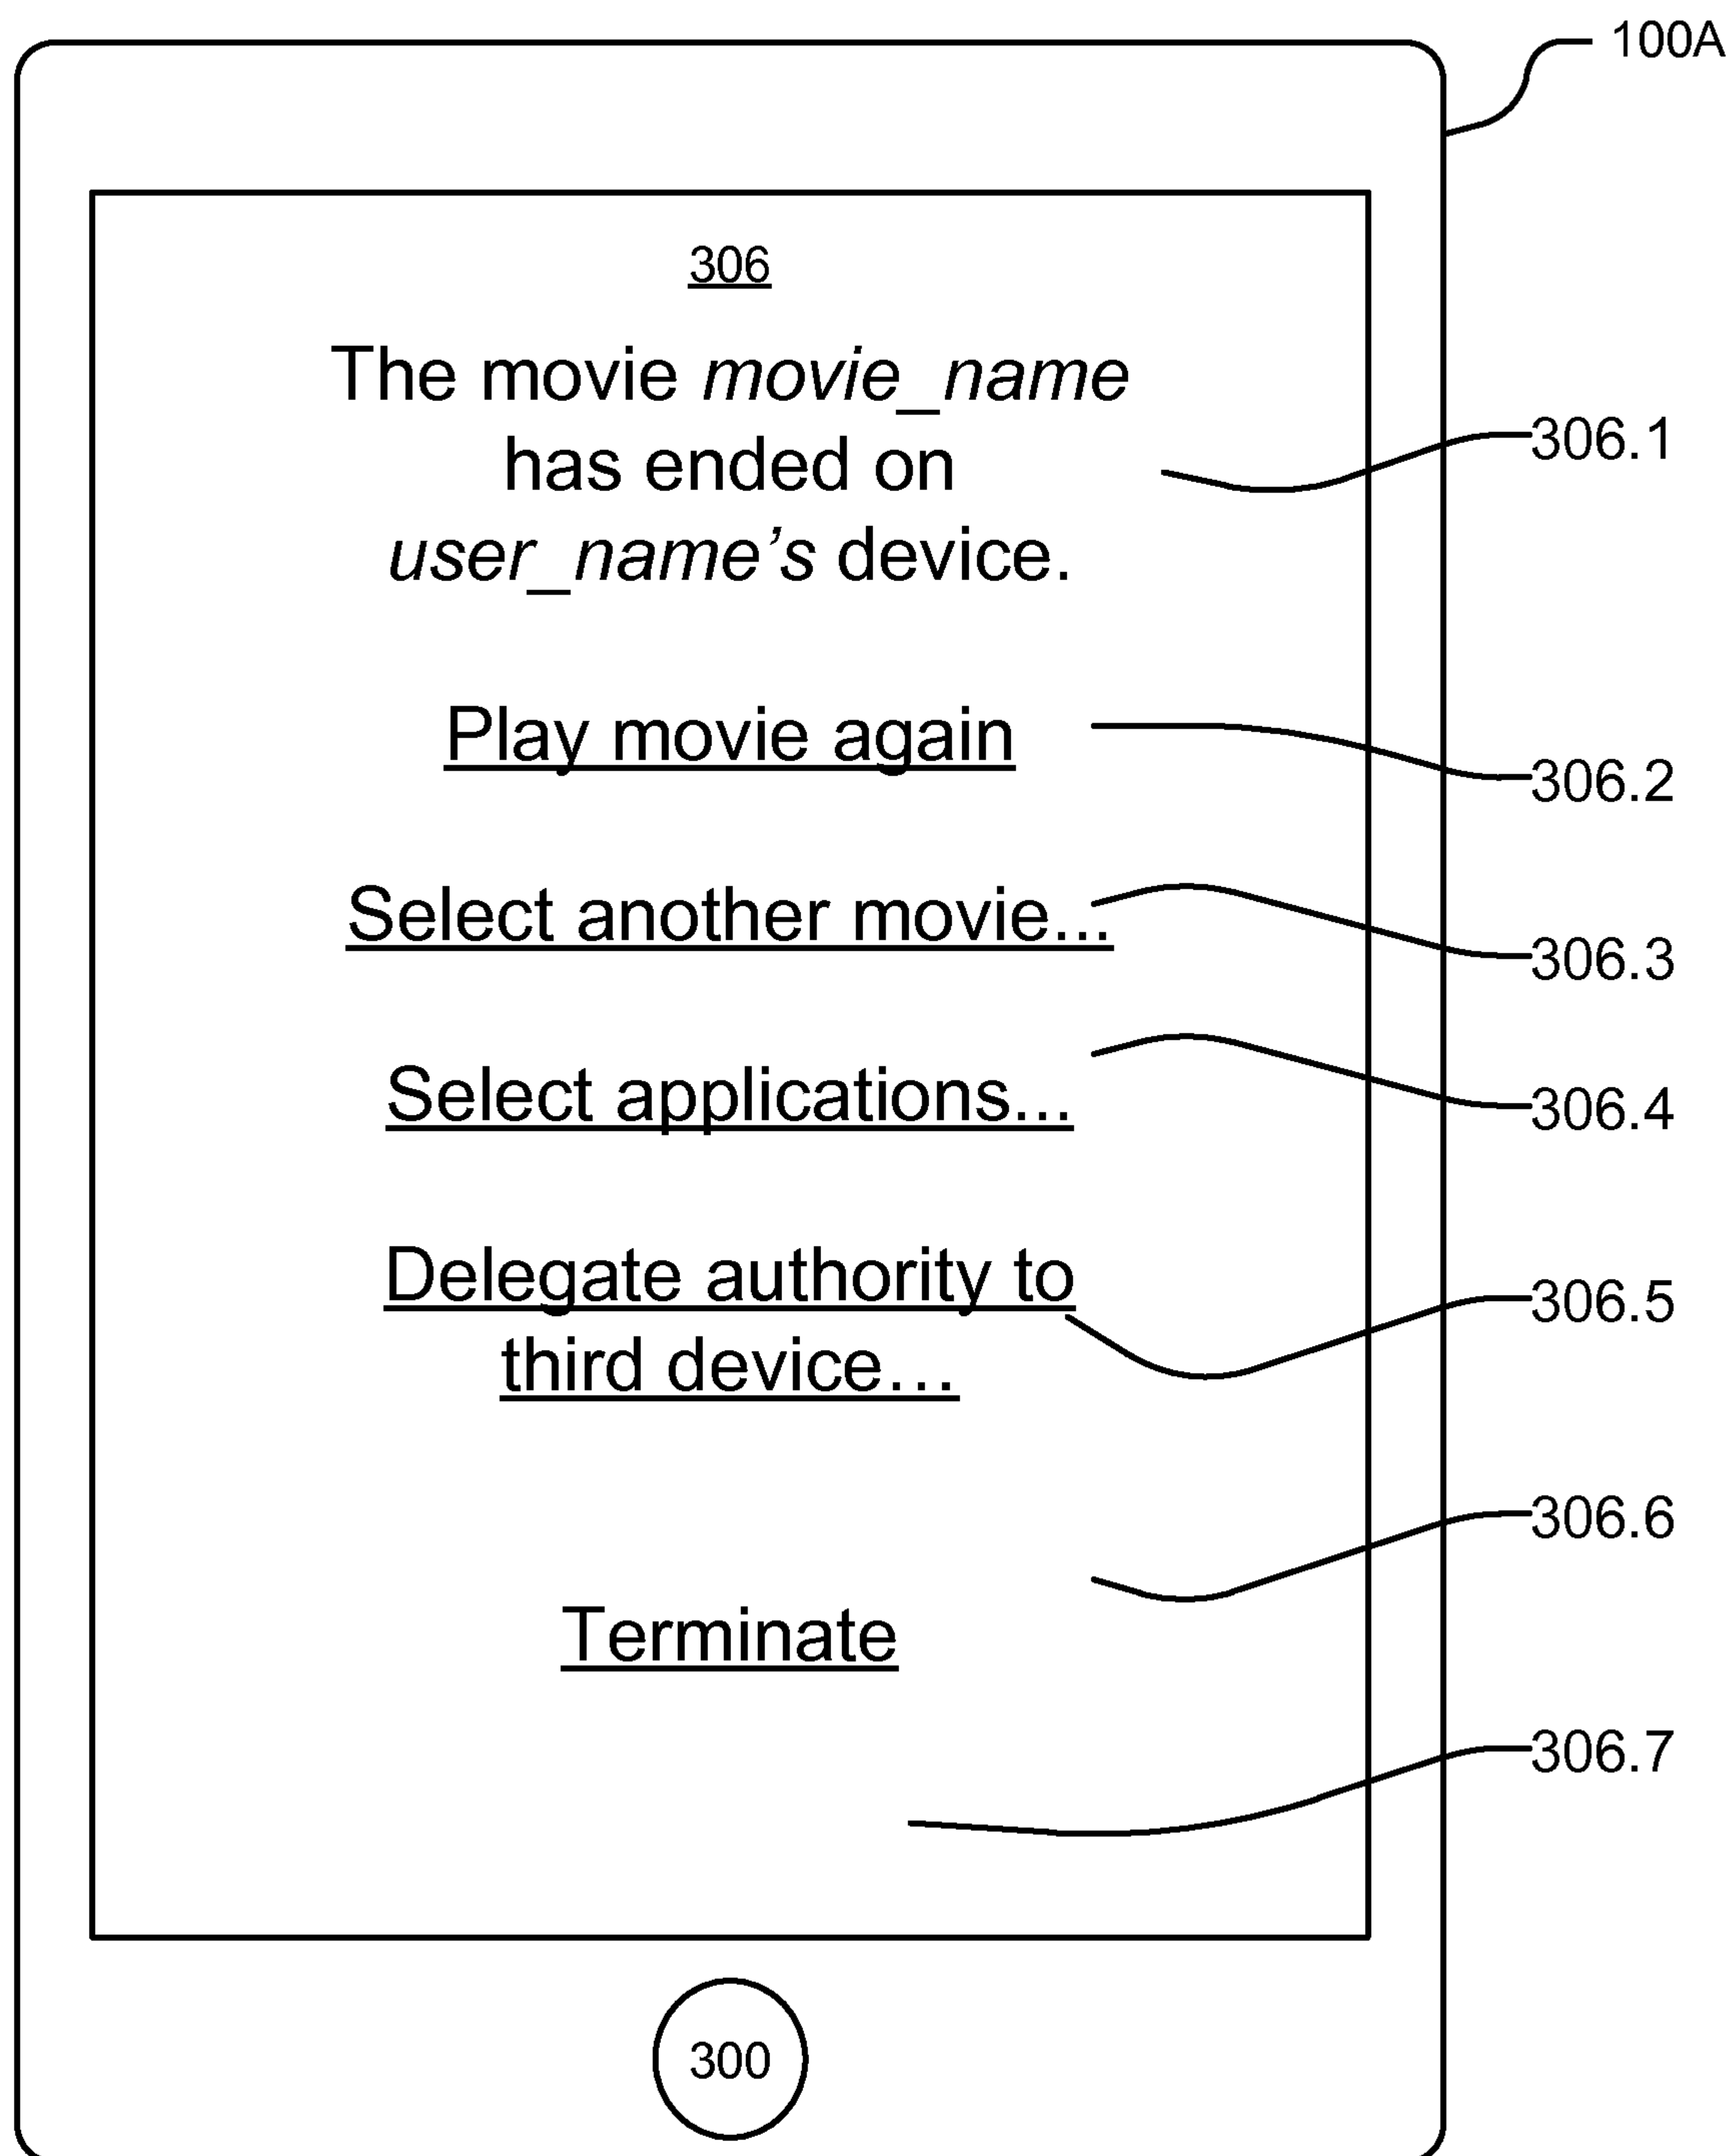 100A
306
The movie movie_name
has ended on
user_name’s device.
306.1
Play movie again
306.2
Select another movie...
306.3
Select applications...
306.4
Delegate authority to
third device...
306.5
306.6
Terminate
306.7
300